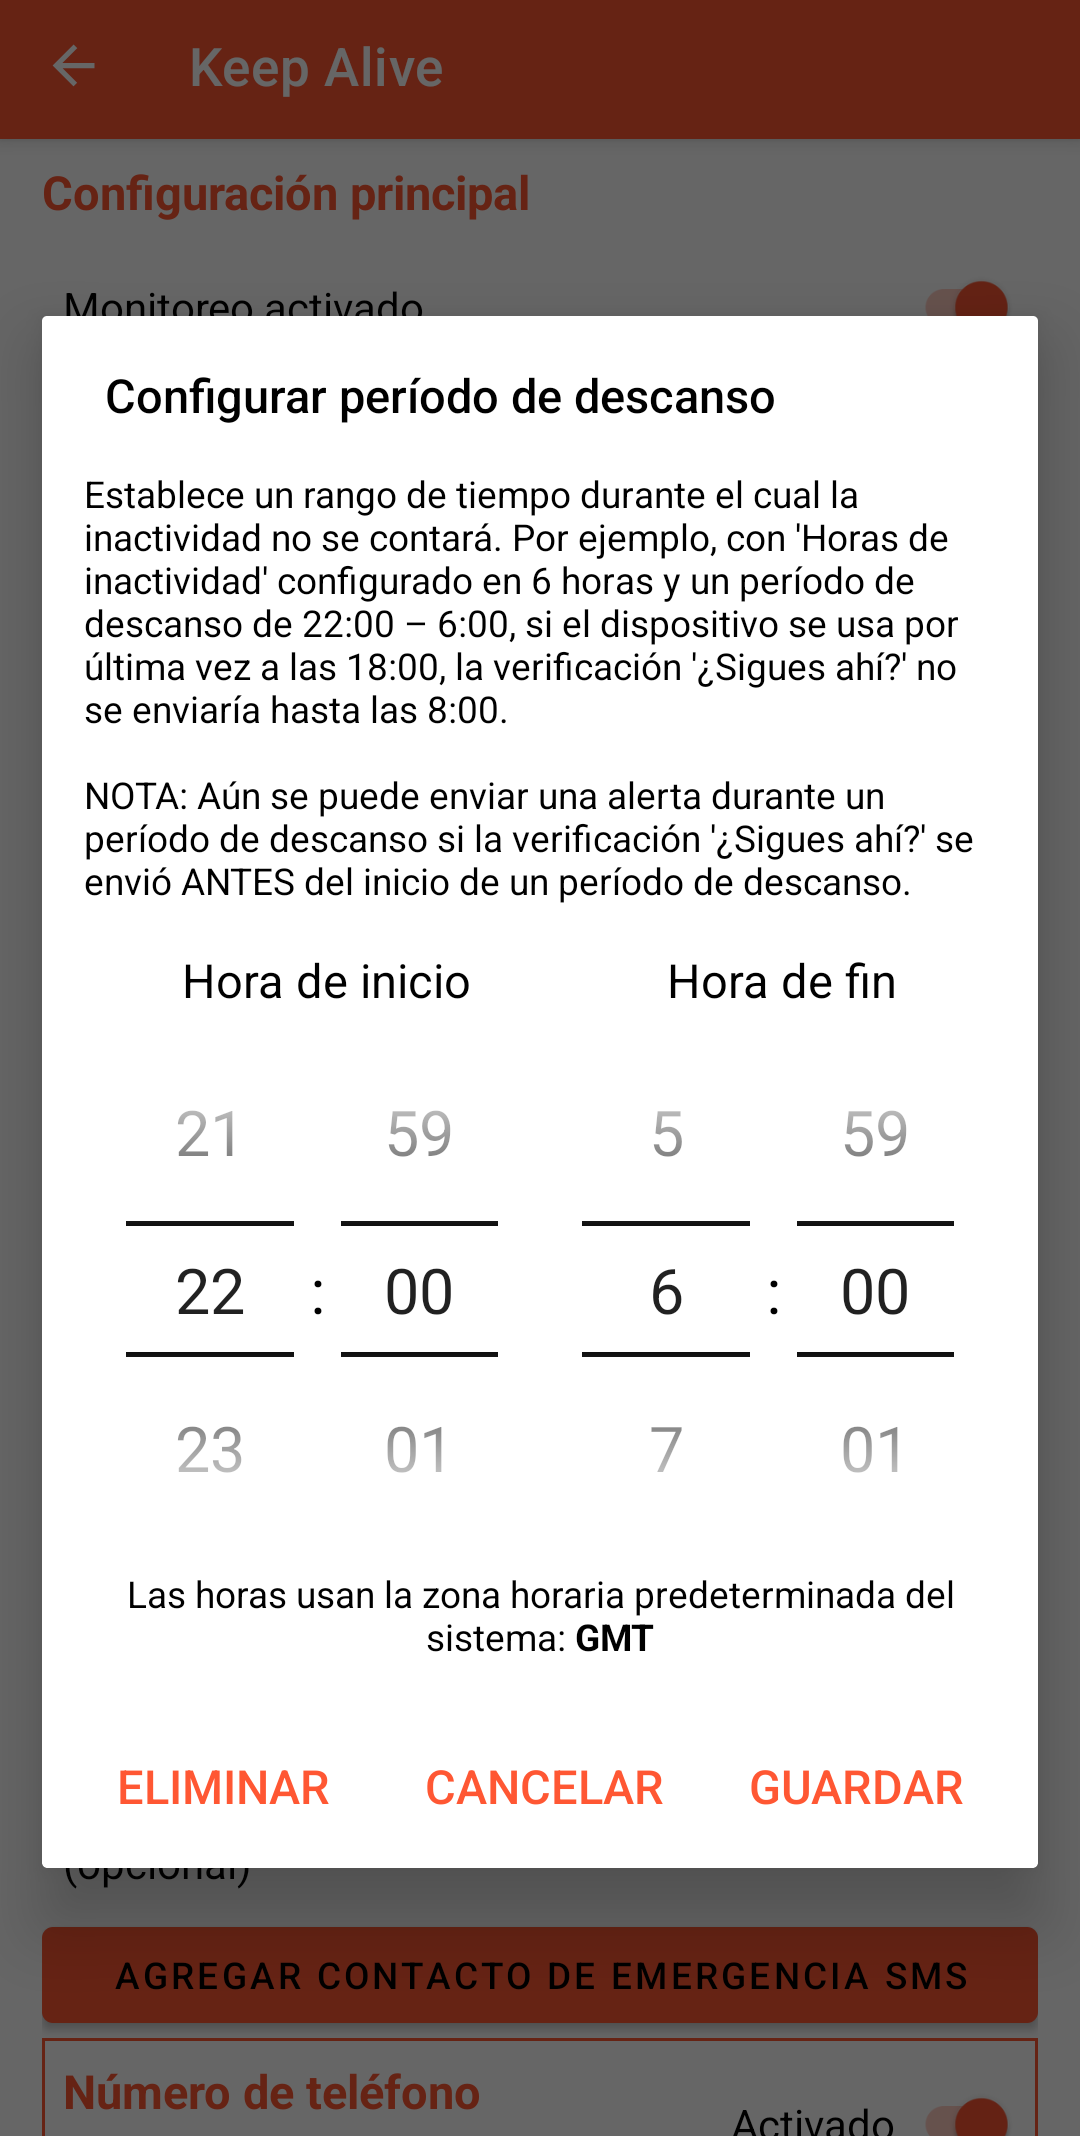 Keep Alive
Configuración principal
Monitoreo activado
Configurar período de descanso
Establece un rango de tiempo durante el cual la
inactividad no se contará. Por ejemplo, con 'Horas de
inactividad' configurado en 6 horas y un período de
descanso de 22:00 – 6:00, si el dispositivo se usa por
última vez a las 18:00, la verificación '¿Sigues ahí?' no
se enviaría hasta las 8:00.
NOTA: Aún se puede enviar una alerta durante un
período de descanso si la verificación '¿Sigues ahí?' se
envió ANTES del inicio de un período de descanso.
Hora de inicio Hora de fin
21 59 5 59
22 : 00 6 : 00
23 01 7 01
Las horas usan la zona horaria predeterminada del
sistema: GMT
ELIMINAR CANCELAR GUARDAR
(opcional)
AGREGAR CONTACTO DE EMERGENCIA SMS
Número de teléfono
Activado